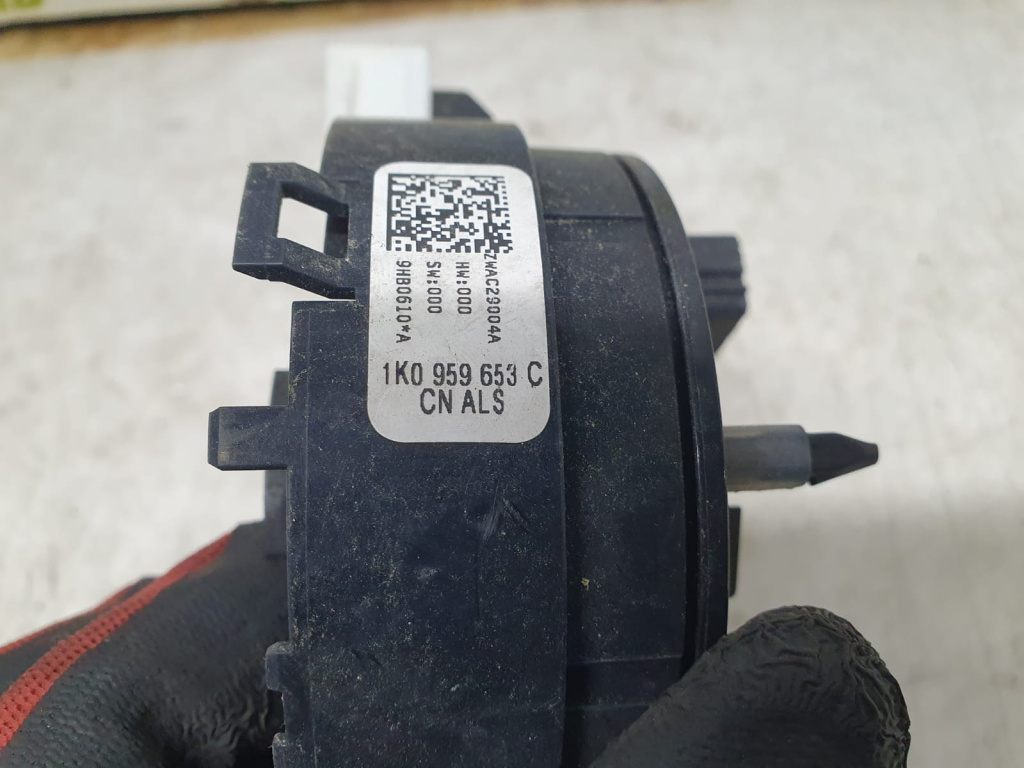 ZWAC29004A
HW:000
SW:000
9HB0610*A
1K0 959 653 C
CN ALS